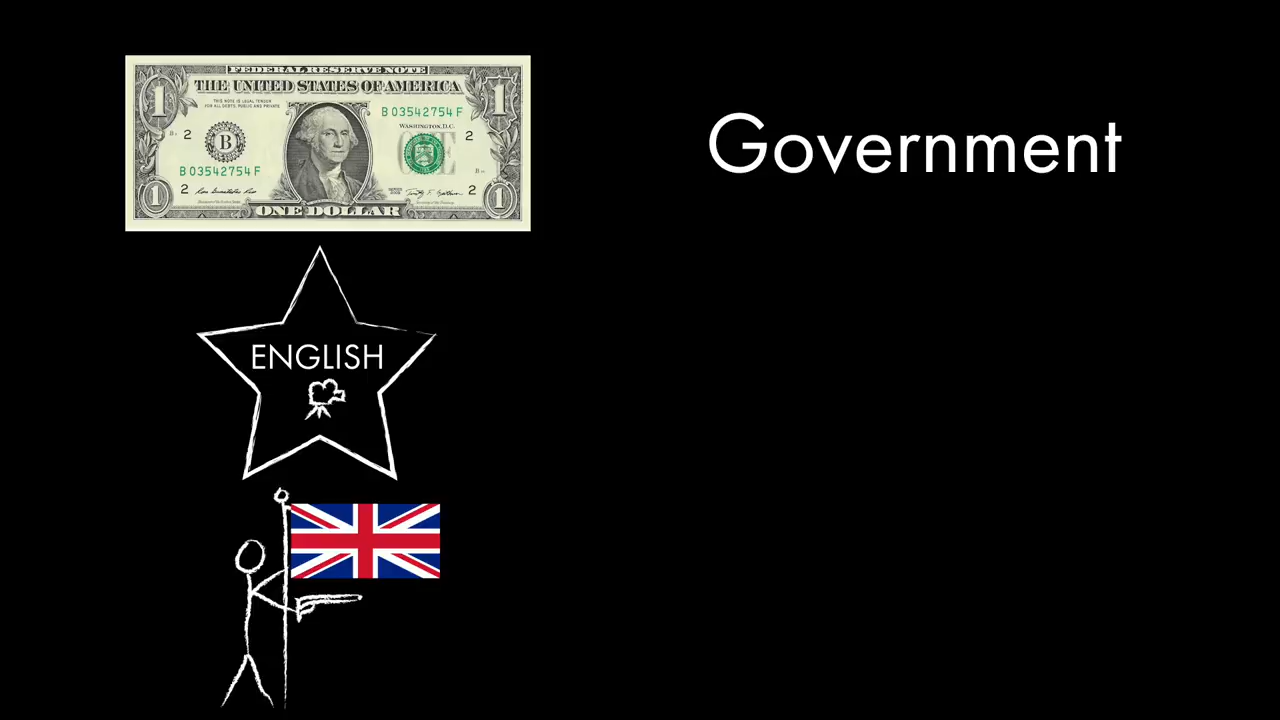 FEDERAL RESERVE NOTE
THE UNITED STATES OF AMERICA
THIS NOTE IS LEGAL TENDER
FOR ALL DEBTS, PUBLIC AND PRIVATE
B 03542754 F
WASHINGTON, D.C.
1
1
2
B
2
B 03542754 F
2
2
SERIES
1
1
ONE DOLLAR
Government
ENGLISH